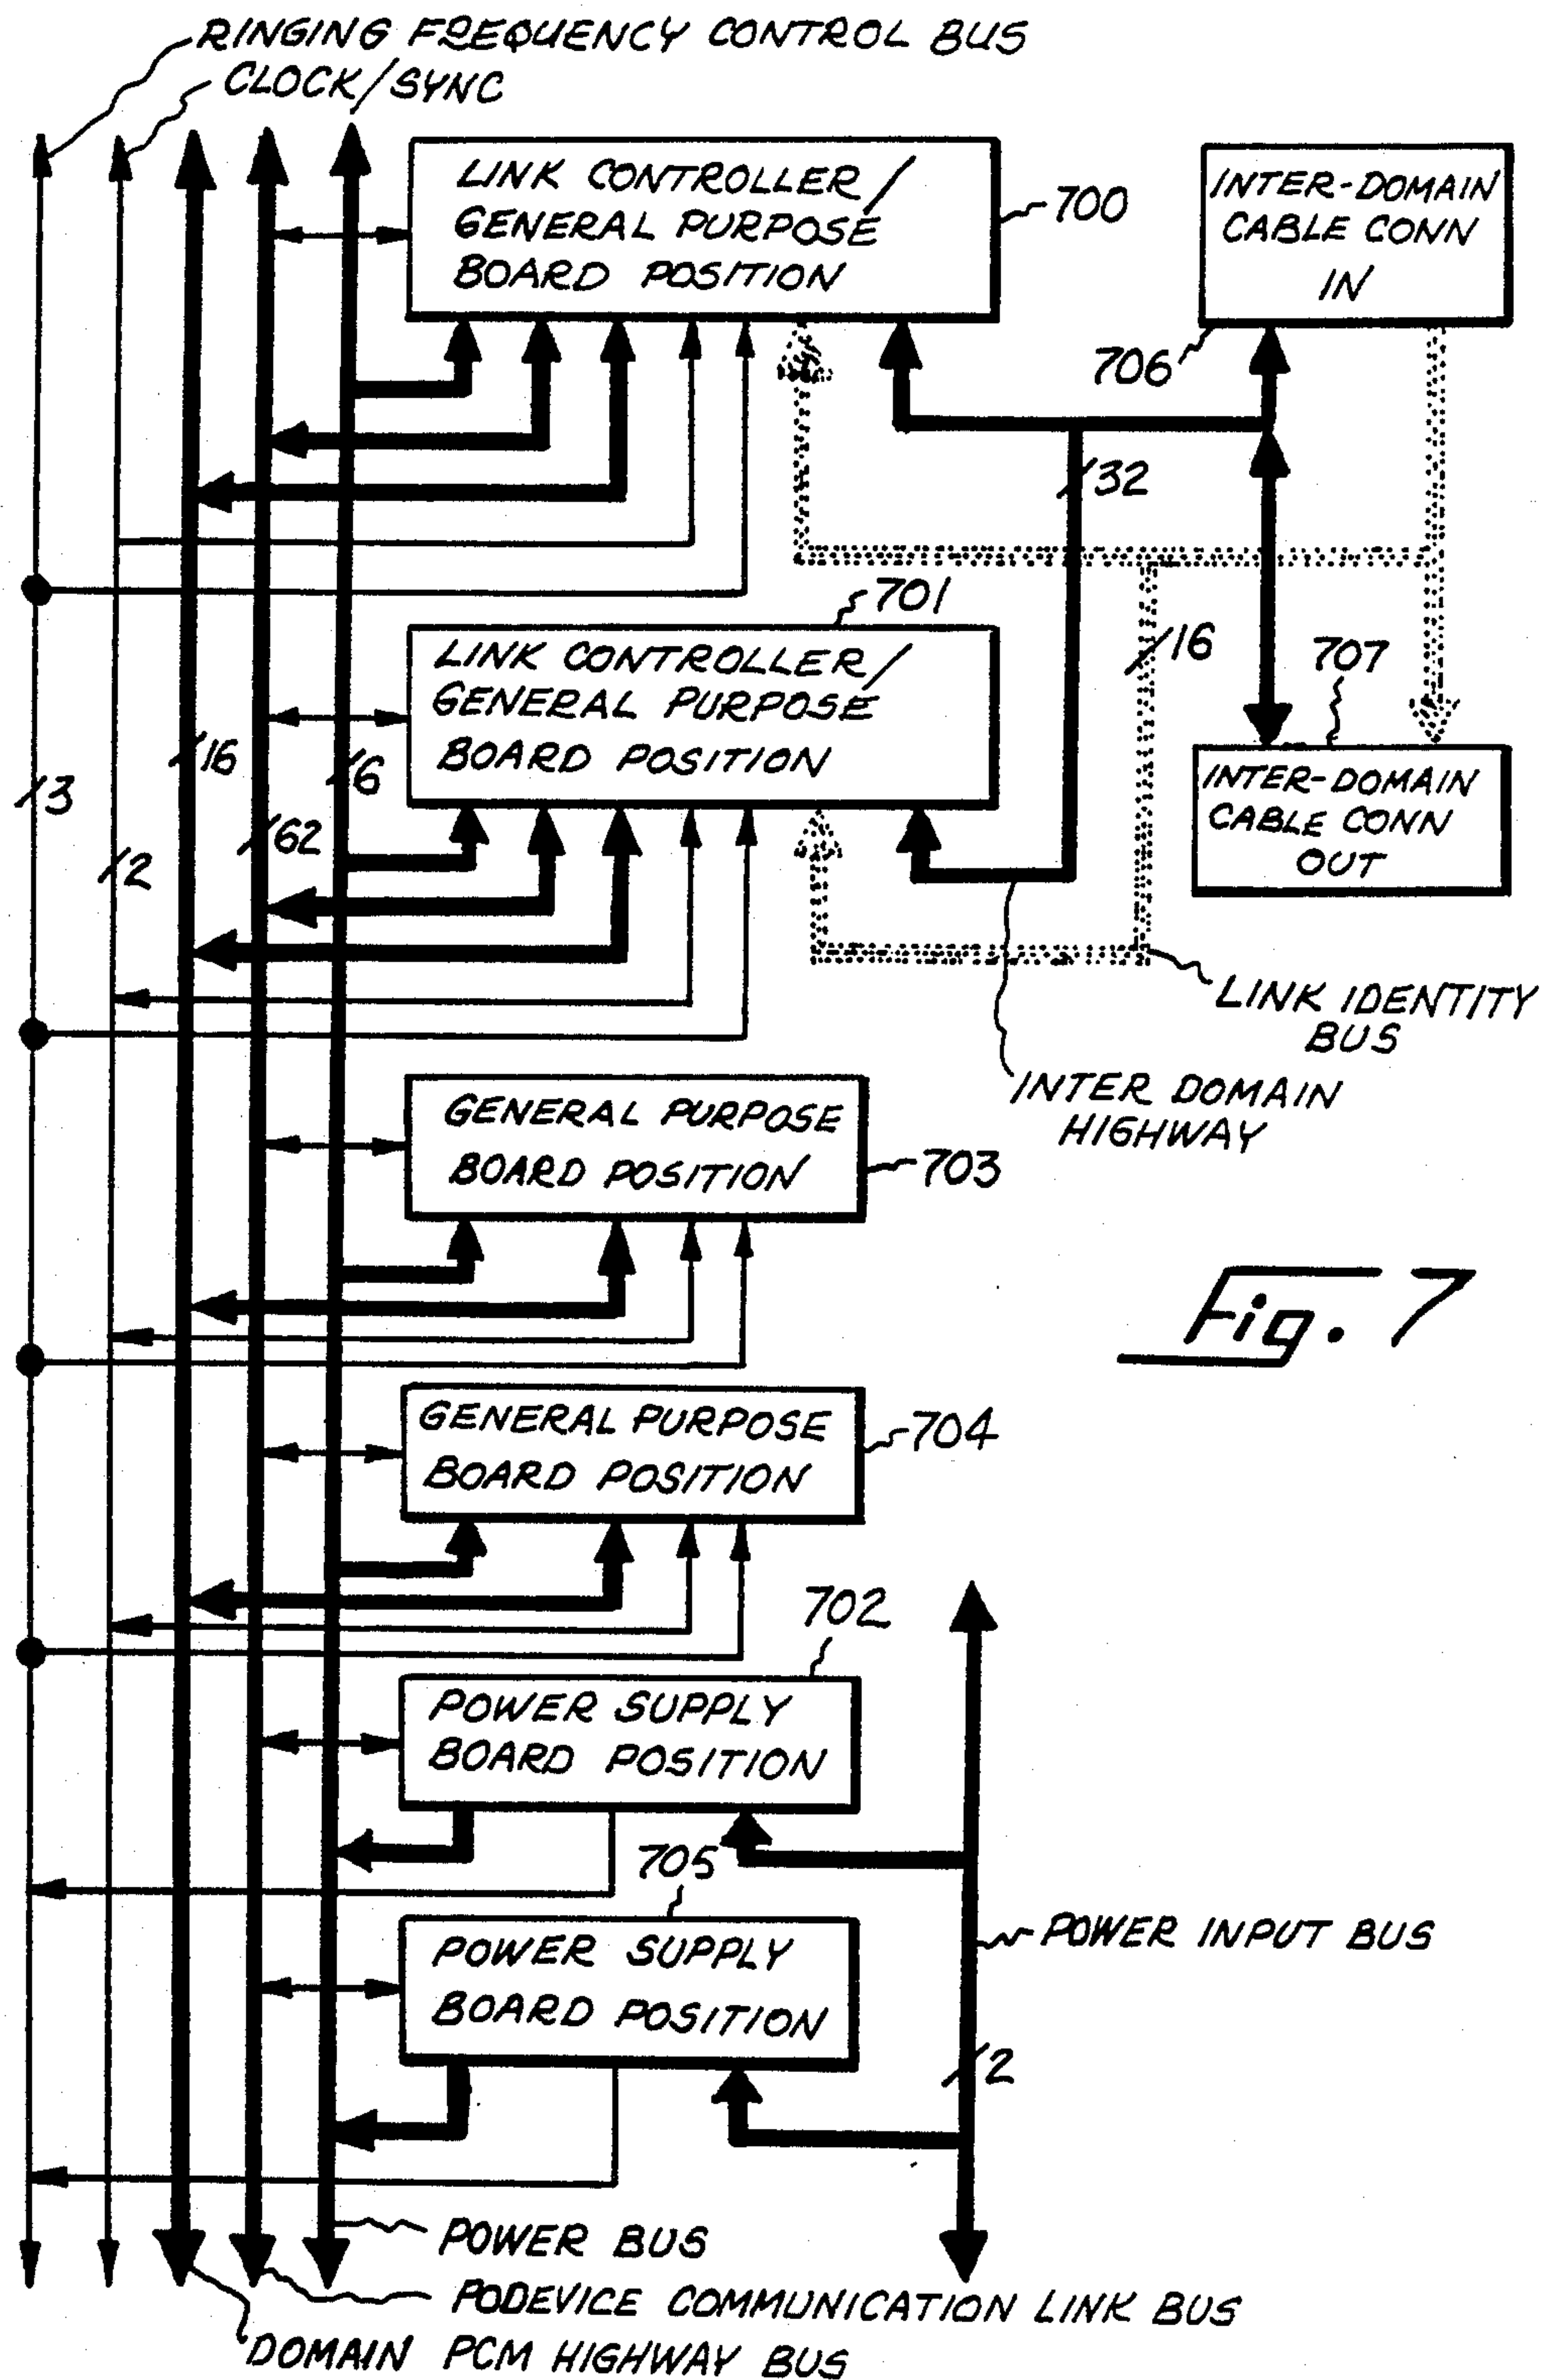 RINGING FREQUENCY CONTROL BUS
CLOCK/SYNC
LINK CONTROLLER/
GENERAL PURPOSE
BOARD POSITION
700
INTER-DOMAIN
CABLE CONN
IN
706
32
701
LINK CONTROLLER/
GENERAL PURPOSE
BOARD POSITION
16
707
3
2
16
62
6
INTER-DOMAIN
CABLE CONN
OUT
LINK IDENTITY
BUS
INTER DOMAIN
HIGHWAY
GENERAL PURPOSE
BOARD POSITION
703
Fig. 7
GENERAL PURPOSE
BOARD POSITION
704
702
POWER SUPPLY
BOARD POSITION
705
POWER SUPPLY
BOARD POSITION
POWER INPUT BUS
2
POWER BUS
PODEVICE COMMUNICATION LINK BUS
DOMAIN PCM HIGHWAY BUS